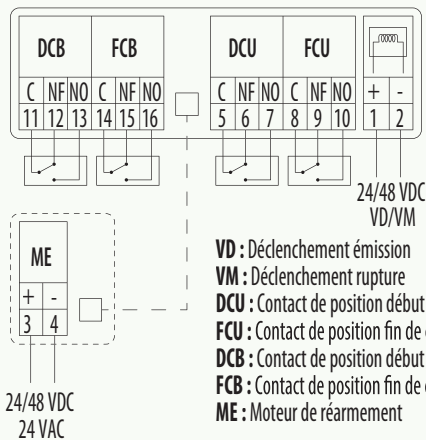 DCB FCB DCU FCU
C NF NO C NF NO C NF NO C NF NO + -
11 12 13 14 15 16 5 6 7 8 9 10 1 2
24/48 VDC
VD/VM
ME
+ -
3 4
24/48 VDC
24 VAC
VD : Déclenchement émission
VM : Déclenchement rupture
DCU : Contact de position début
FCU : Contact de position fin de
DCB : Contact de position début
FCB : Contact de position fin de
ME : Moteur de réarmement